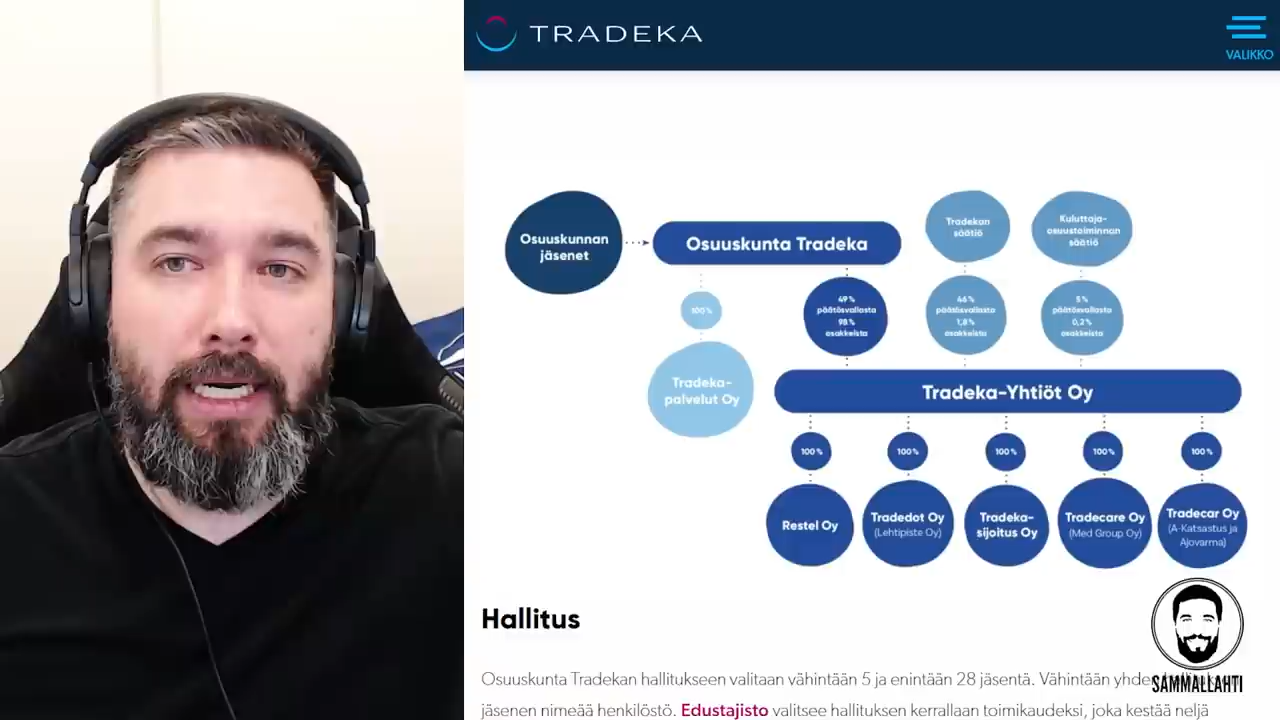 TRADEKA
VALIKKO
Osuuskunnan
jäsenet
Osuuskunta Tradeka
Tradekan
säätiö
Kuluttaja-
osuustoiminnan
säätiö
100%
49%
päätösvallasta
98%
osakkeista
46%
päätösvallasta
1,8%
osakkeista
5%
päätösvallasta
0,2%
osakkeista
Tradeka-
palvelut Oy
Tradeka-Yhtiöt Oy
100%
100%
100%
100%
100%
Restel Oy
Tradedot Oy
(Lehtipiste Oy)
Tradeka-
sijoitus Oy
Tradecare Oy
(Med Group Oy)
Tradecar Oy
(A-Katsastus ja
Ajovarma)
Hallitus
SAMMALLAHTI
Osuuskunta Tradekan hallitukseen valitaan vähintään 5 ja enintään 28 jäsentä. Vähintään
jäsenen nimeää henkilöstö. Edustajisto valitsee hallituksen kerrallaan toimikaudeksi, joka kestää neljä